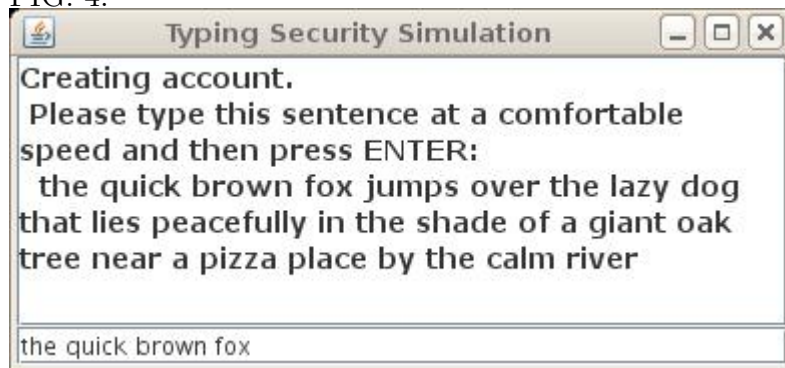 FIG. 4.
Typing Security Simulation
Creating account.
Please type this sentence at a comfortable
speed and then press ENTER:
the quick brown fox jumps over the lazy dog
that lies peacefully in the shade of a giant oak
tree near a pizza place by the calm river
the quick brown fox